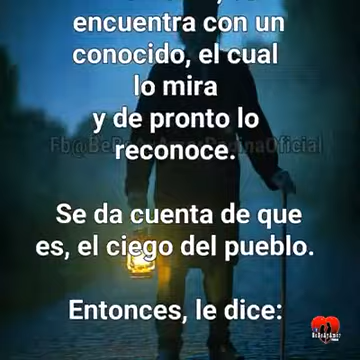 encuentra con un
conocido, el cual
lo mira
y de pronto lo
reconoce.
Se da cuenta de que
es, el ciego del pueblo.
Entonces, le dice: